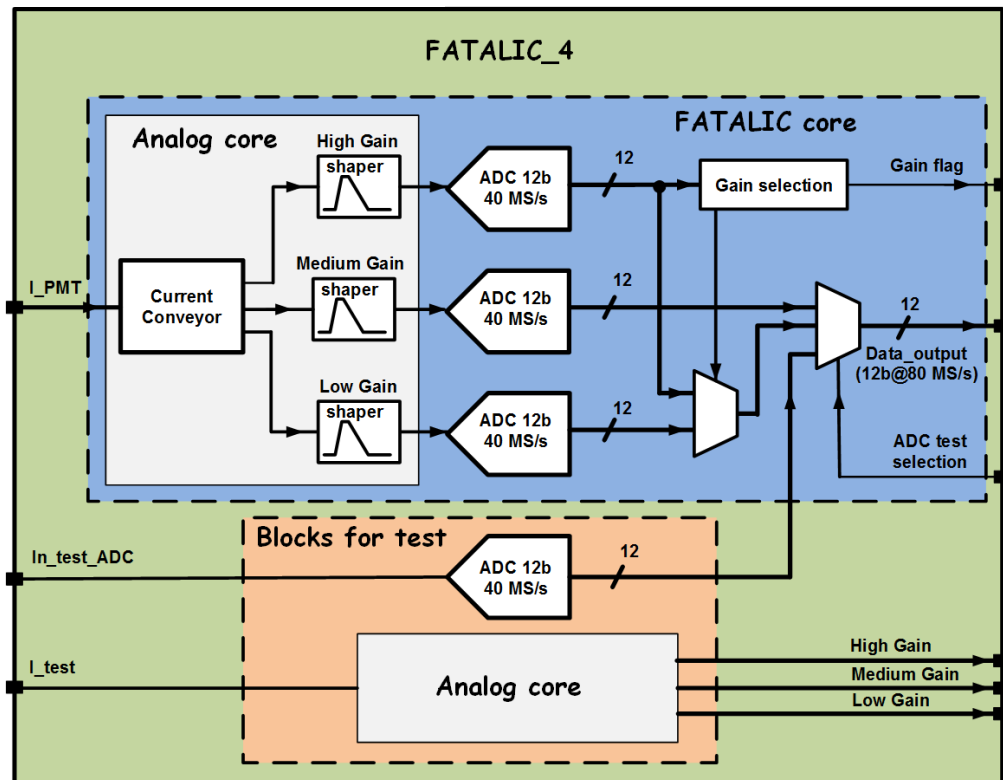 FATALIC_4
FATALIC core
Analog core
High Gain
shaper
ADC 12b
40 MS/s
12
Gain selection
Gain flag
I_PMT
Current
Conveyor
Medium Gain
shaper
ADC 12b
40 MS/s
12
12
Data_output
(12b@80 MS/s)
Low Gain
shaper
ADC 12b
40 MS/s
12
ADC test
selection
Blocks for test
In_test_ADC
ADC 12b
40 MS/s
12
I_test
Analog core
High Gain
Medium Gain
Low Gain